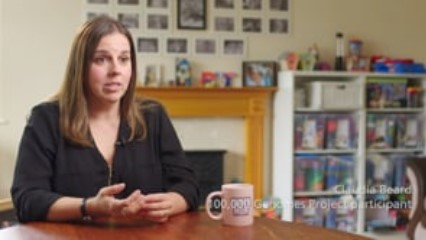 Claudia Beard
100,000 Genomes Project participant